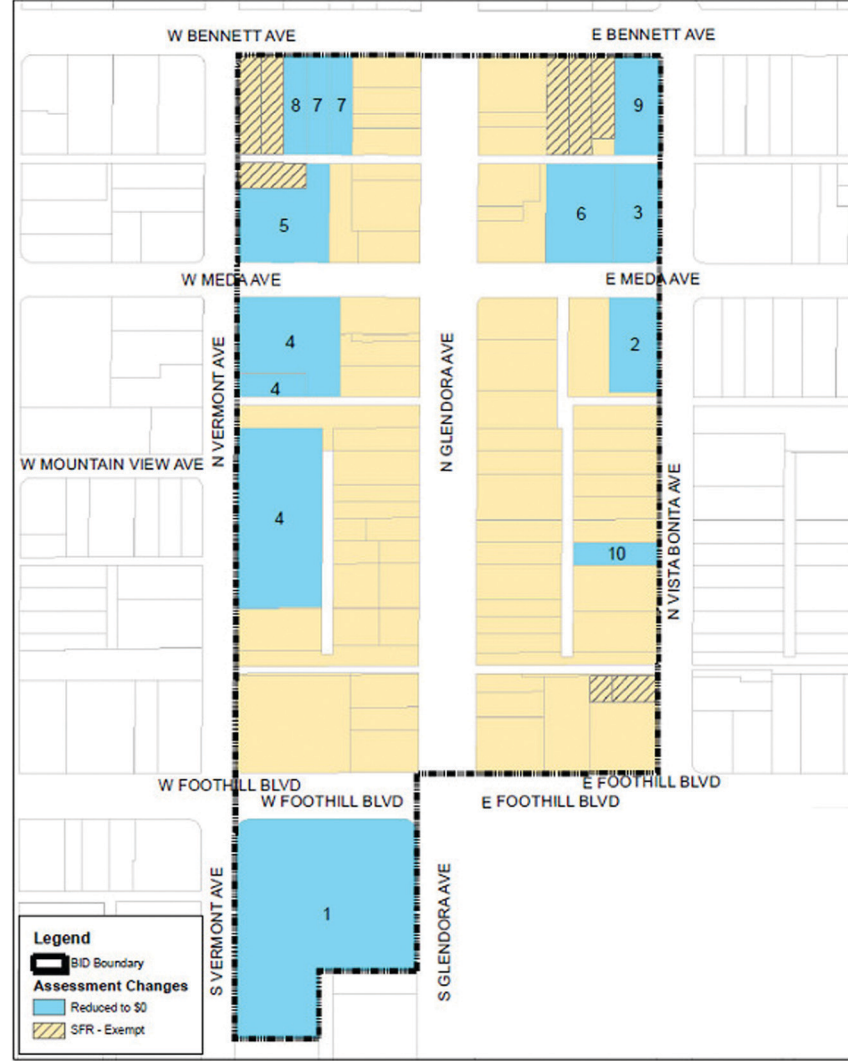 W BENNETT AVE
E BENNETT AVE
8 7 7
9
5
6
3
W MEDA AVE
E MEDA AVE
4
2
4
N VERMONT AVE
N GLENDORA AVE
W MOUNTAIN VIEW AVE
N VISTA BONITA AVE
4
10
W FOOTHILL BLVD
E FOOTHILL BLVD
W FOOTHILL BLVD
E FOOTHILL BLVD
S VERMONT AVE
1
S GLENDORA AVE
Legend
BID Boundary
Assessment Changes
Reduced to $0
SFR - Exempt